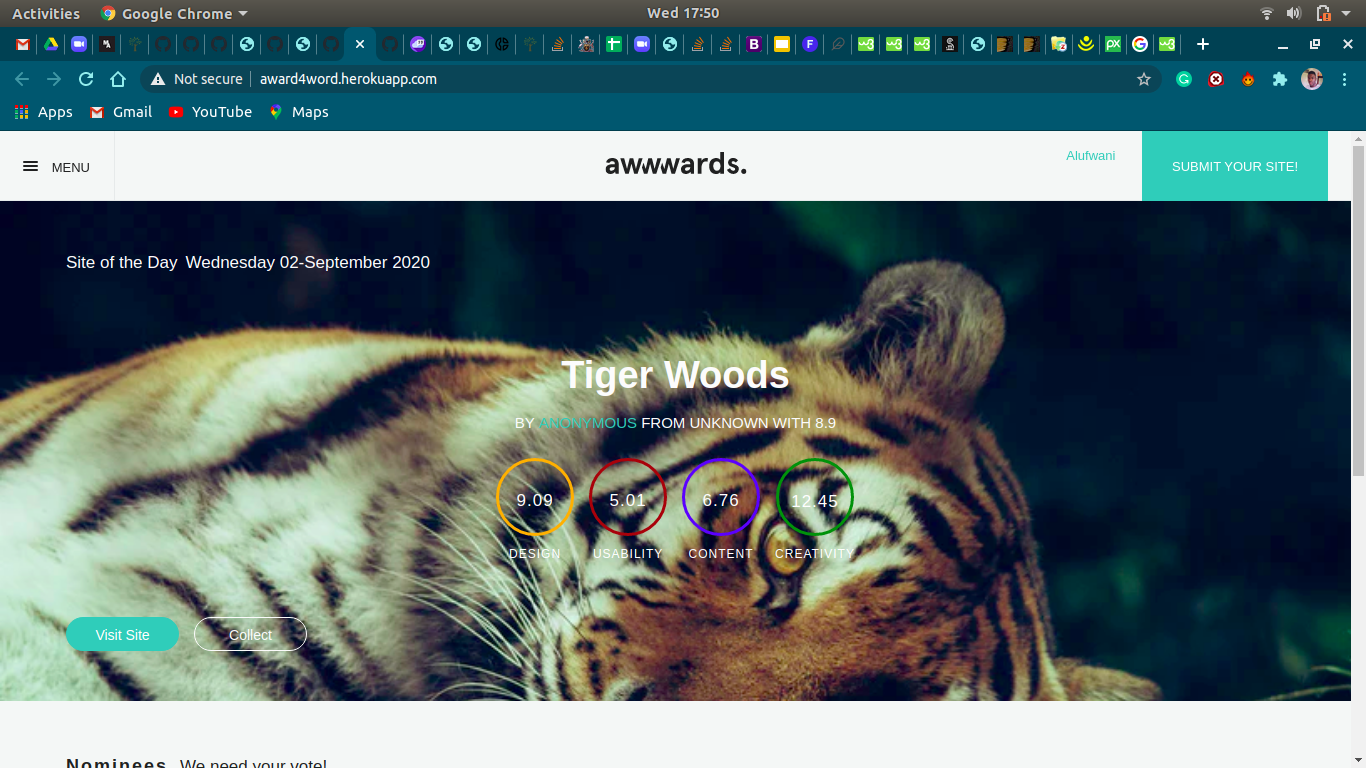 Activities Google Chrome Wed 17:50
Not secure award4word.herokuapp.com
Apps Gmail YouTube Maps
MENU awwwards. Alufwani SUBMIT YOUR SITE!
Site of the Day Wednesday 02-September 2020
Tiger Woods
BY ANONYMOUS FROM UNKNOWN WITH 8.9
9.09 5.01 6.76 12.45
DESIGN USABILITY CONTENT CREATIVITY
Visit Site Collect
Nominees We need your vote!